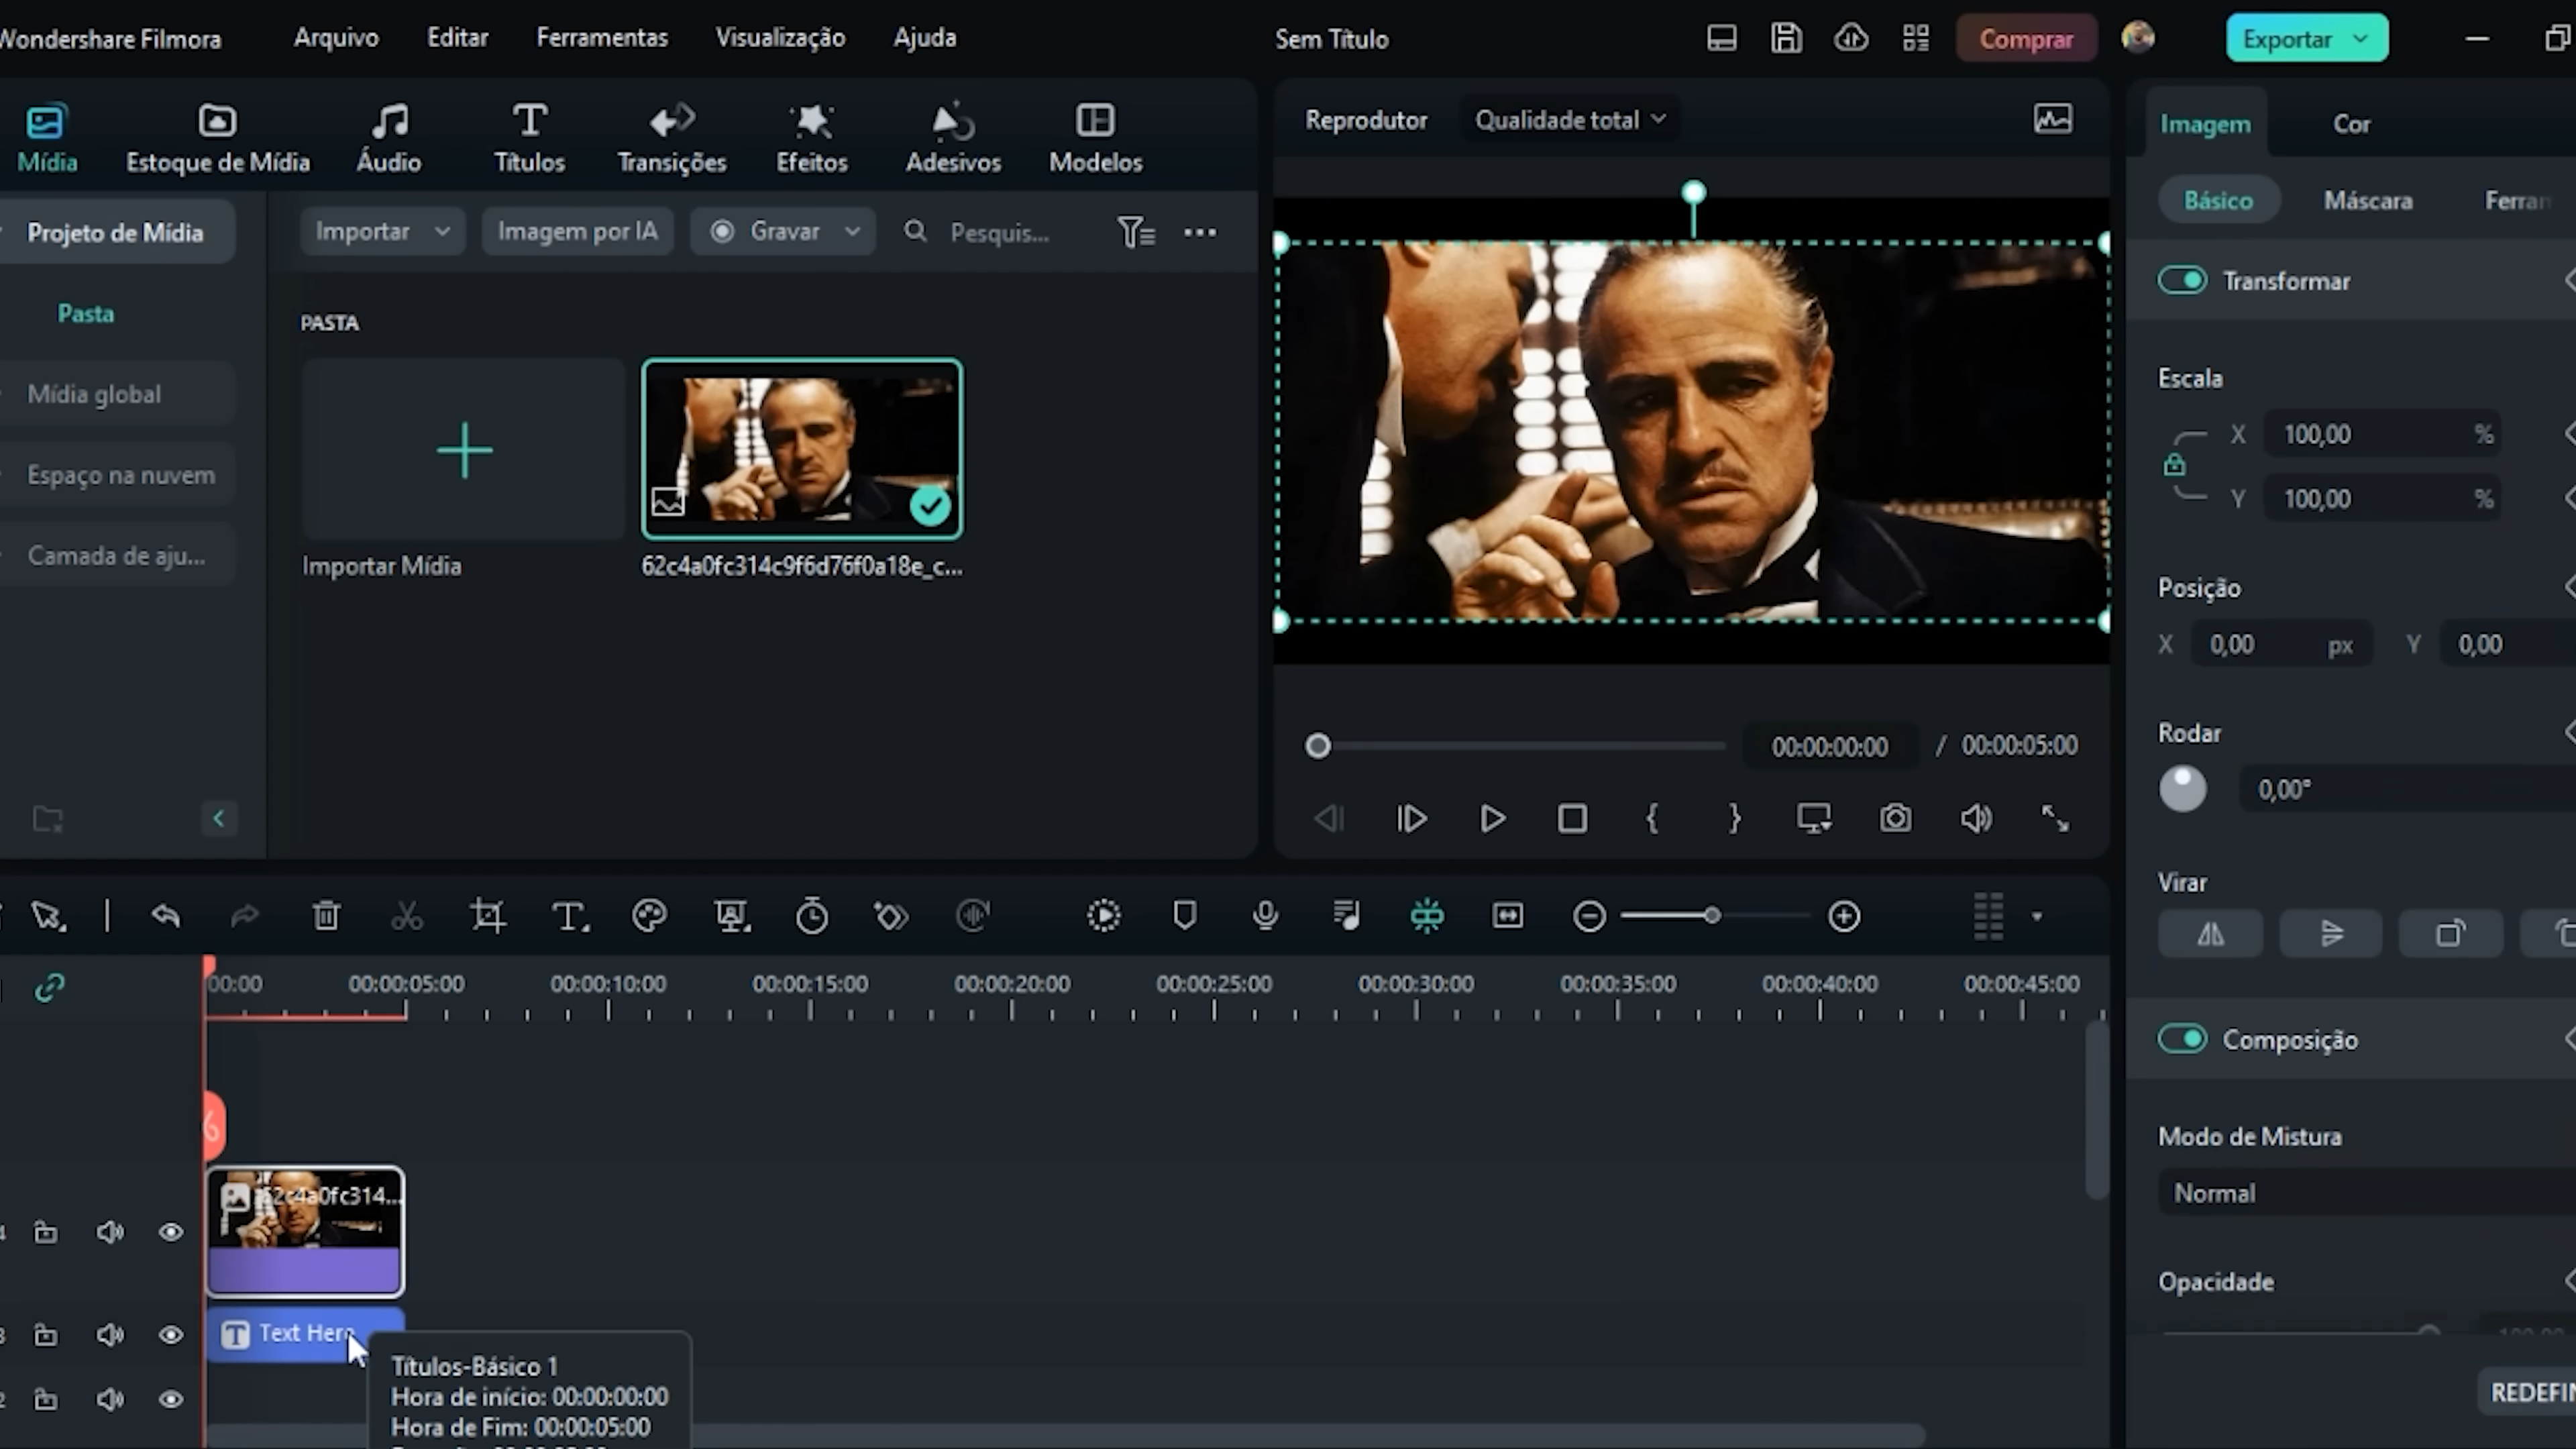 Wondershare Filmora
Arquivo
Editar
Ferramentas
Visualização
Ajuda
Sem Título
Comprar
Exportar
Mídia
Estoque de Mídia
Áudio
Títulos
Transições
Efeitos
Adesivos
Modelos
Reprodutor
Qualidade total
Imagem
Cor
Projeto de Mídia
Importar
Imagem por IA
Gravar
Pesquis...
Básico
Máscara
Ferram
Transformar
Pasta
Mídia global
Espaço na nuvem
Camada de aju...
PASTA
Importar Mídia
62c4a0fc314c9f6d76f0a18e_c...
Escala
X 100,00 %
Y 100,00 %
Posição
X 0,00 px Y 0,00
Rodar
0,00°
Virar
00:00:00:00 / 00:00:05:00
Composição
Modo de Mistura
Normal
Opacidade
REDEFIN
00:00
00:00:05:00
00:00:10:00
00:00:15:00
00:00:20:00
00:00:25:00
00:00:30:00
00:00:35:00
00:00:40:00
00:00:45:00
62c4a0fc314...
4
Text Here
3
2
Títulos-Básico 1
Hora de início: 00:00:00:00
Hora de Fim: 00:00:05:00